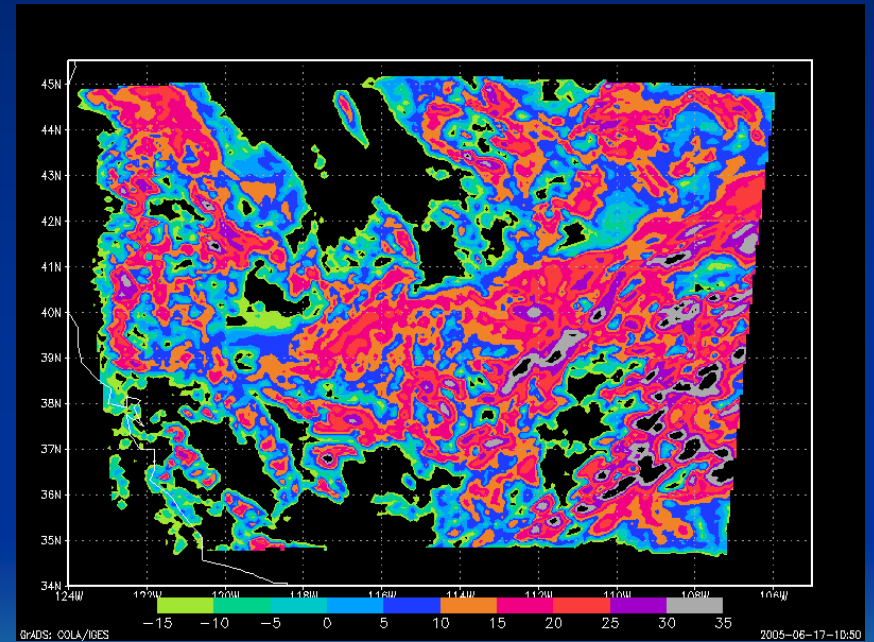 45N
44N
43N
42N
41N
40N
39N
38N
37N
36N
35N
34N
124W 122W 120W 118W 116W 114W 112W 110W 108W 106W
−15 −10 −5 0 5 10 15 20 25 30 35
GrADS: COLA/IGES 2005-06-17-10:50